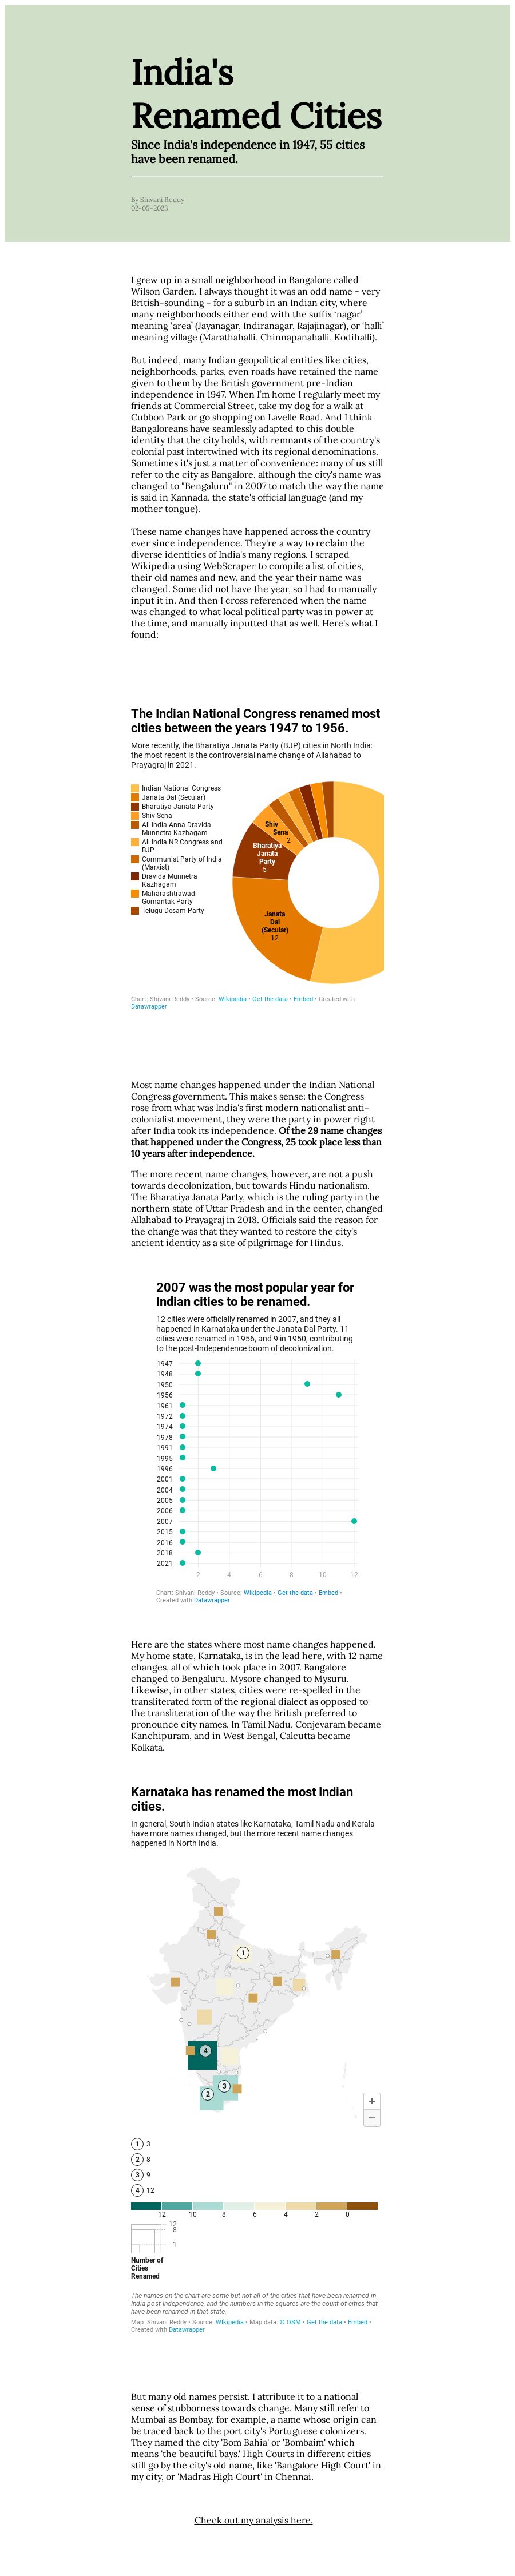 India's
Renamed Cities
Since India's independence in 1947, 55 cities
have been renamed.
By Shivani Reddy
02-05-2023
I grew up in a small neighborhood in Bangalore called
Wilson Garden. I always thought it was an odd name - very
British-sounding - for a suburb in an Indian city, where
many neighborhoods either end with the suffix ‘nagar’
meaning ‘area’ (Jayanagar, Indiranagar, Rajajinagar), or ‘halli’
meaning village (Marathahalli, Chinnapanahalli, Kodihalli).
But indeed, many Indian geopolitical entities like cities,
neighborhoods, parks, even roads have retained the name
given to them by the British government pre-Indian
independence in 1947. When I’m home I regularly meet my
friends at Commercial Street, take my dog for a walk at
Cubbon Park or go shopping on Lavelle Road. And I think
Bangaloreans have seamlessly adapted to this double
identity that the city holds, with remnants of the country's
colonial past intertwined with its regional denominations.
Sometimes it's just a matter of convenience: many of us still
refer to the city as Bangalore, although the city's name was
changed to "Bengaluru" in 2007 to match the way the name
is said in Kannada, the state's official language (and my
mother tongue).
These name changes have happened across the country
ever since independence. They're a way to reclaim the
diverse identities of India's many regions. I scraped
Wikipedia using WebScraper to compile a list of cities,
their old names and new, and the year their name was
changed. Some did not have the year, so I had to manually
input it in. And then I cross referenced when the name
was changed to what local political party was in power at
the time, and manually inputted that as well. Here's what I
found:
The Indian National Congress renamed most
cities between the years 1947 to 1956.
More recently, the Bharatiya Janata Party (BJP) cities in North India:
the most recent is the controversial name change of Allahabad to
Prayagraj in 2021.
Indian National Congress
Janata Dal (Secular)
Bharatiya Janata Party
Shiv Sena
All India Anna Dravida
Munnetra Kazhagam
All India NR Congress and
BJP
Communist Party of India
(Marxist)
Dravida Munnetra
Kazhagam
Maharashtrawadi
Gomantak Party
Telugu Desam Party
Shiv
Sena
2
Bharatiya
Janata
Party
5
Janata
Dal
(Secular)
12
Chart: Shivani Reddy • Source: Wikipedia • Get the data • Embed • Created with
Datawrapper
Most name changes happened under the Indian National
Congress government. This makes sense: the Congress
rose from what was India's first modern nationalist anti-
colonialist movement, they were the party in power right
after India took its independence. Of the 29 name changes
that happened under the Congress, 25 took place less than
10 years after independence.
The more recent name changes, however, are not a push
towards decolonization, but towards Hindu nationalism.
The Bharatiya Janata Party, which is the ruling party in the
northern state of Uttar Pradesh and in the center, changed
Allahabad to Prayagraj in 2018. Officials said the reason for
the change was that they wanted to restore the city's
ancient identity as a site of pilgrimage for Hindus.
2007 was the most popular year for
Indian cities to be renamed.
12 cities were officially renamed in 2007, and they all
happened in Karnataka under the Janata Dal Party. 11
cities were renamed in 1956, and 9 in 1950, contributing
to the post-Independence boom of decolonization.
1947
1948
1950
1956
1961
1972
1974
1978
1991
1995
1996
2001
2004
2005
2006
2007
2015
2016
2018
2021
2 4 6 8 10 12
Chart: Shivani Reddy • Source: Wikipedia • Get the data • Embed •
Created with Datawrapper
Here are the states where most name changes happened.
My home state, Karnataka, is in the lead here, with 12 name
changes, all of which took place in 2007. Bangalore
changed to Bengaluru. Mysore changed to Mysuru.
Likewise, in other states, cities were re-spelled in the
transliterated form of the regional dialect as opposed to
the transliteration of the way the British preferred to
pronounce city names. In Tamil Nadu, Conjevaram became
Kanchipuram, and in West Bengal, Calcutta became
Kolkata.
Karnataka has renamed the most Indian
cities.
In general, South Indian states like Karnataka, Tamil Nadu and Kerala
have more names changed, but the more recent name changes
happened in North India.
1
4
3
2
+
−
1 3
2 8
3 9
4 12
12 10 8 6 4 2 0
12
8
1
Number of
Cities
Renamed
The names on the chart are some but not all of the cities that have been renamed in
India post-independence, and the numbers in the squares are the count of cities that
have been renamed in that state.
Map: Shivani Reddy • Source: Wikipedia • Map data: © OSM • Get the data • Embed •
Created with Datawrapper
But many old names persist. I attribute it to a national
sense of stubborness towards change. Many still refer to
Mumbai as Bombay, for example, a name whose origin can
be traced back to the port city's Portuguese colonizers.
They named the city 'Bom Bahia' or 'Bombaim' which
means 'the beautiful bays.' High Courts in different cities
still go by the city's old name, like 'Bangalore High Court' in
my city, or 'Madras High Court' in Chennai.
Check out my analysis here.